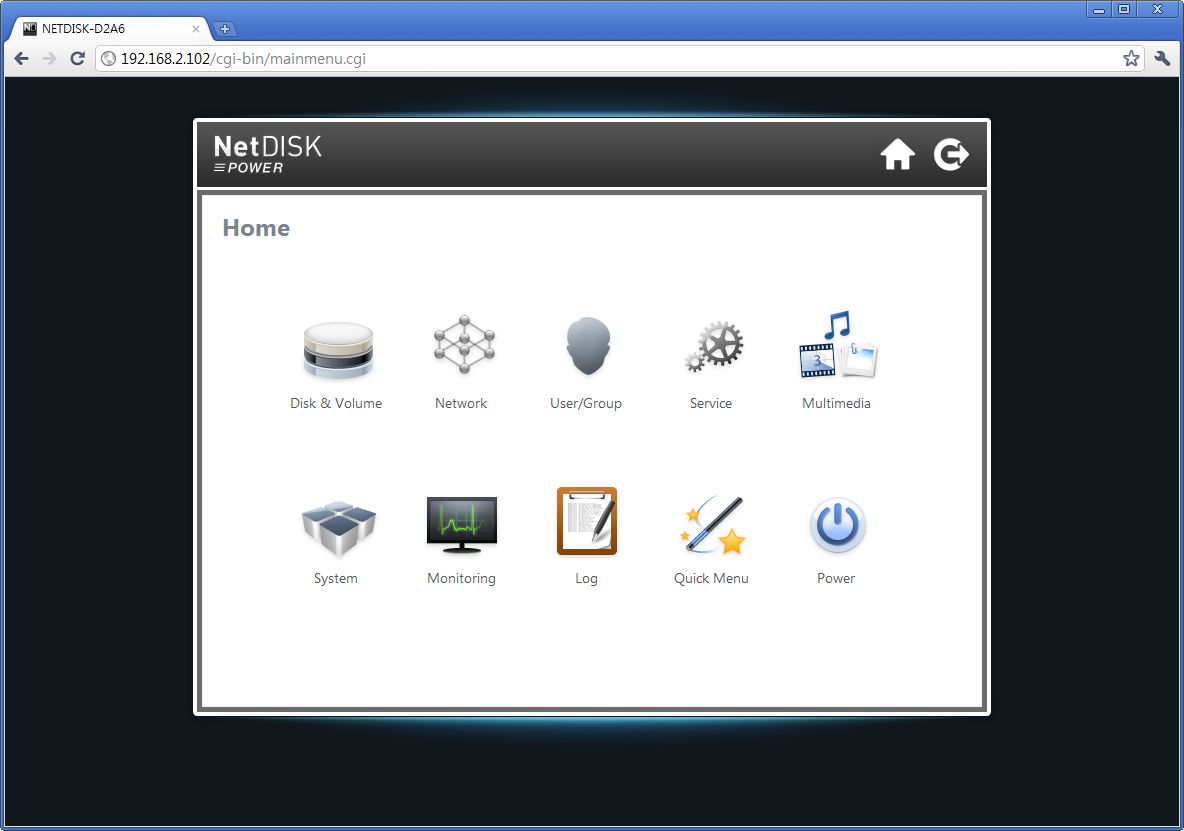 NETDISK-D2A6
192.168.2.102/cgi-bin/mainmenu.cgi
NetDISK
POWER
Home
Disk & Volume
Network
User/Group
Service
Multimedia
3
System
Monitoring
Log
Quick Menu
Power